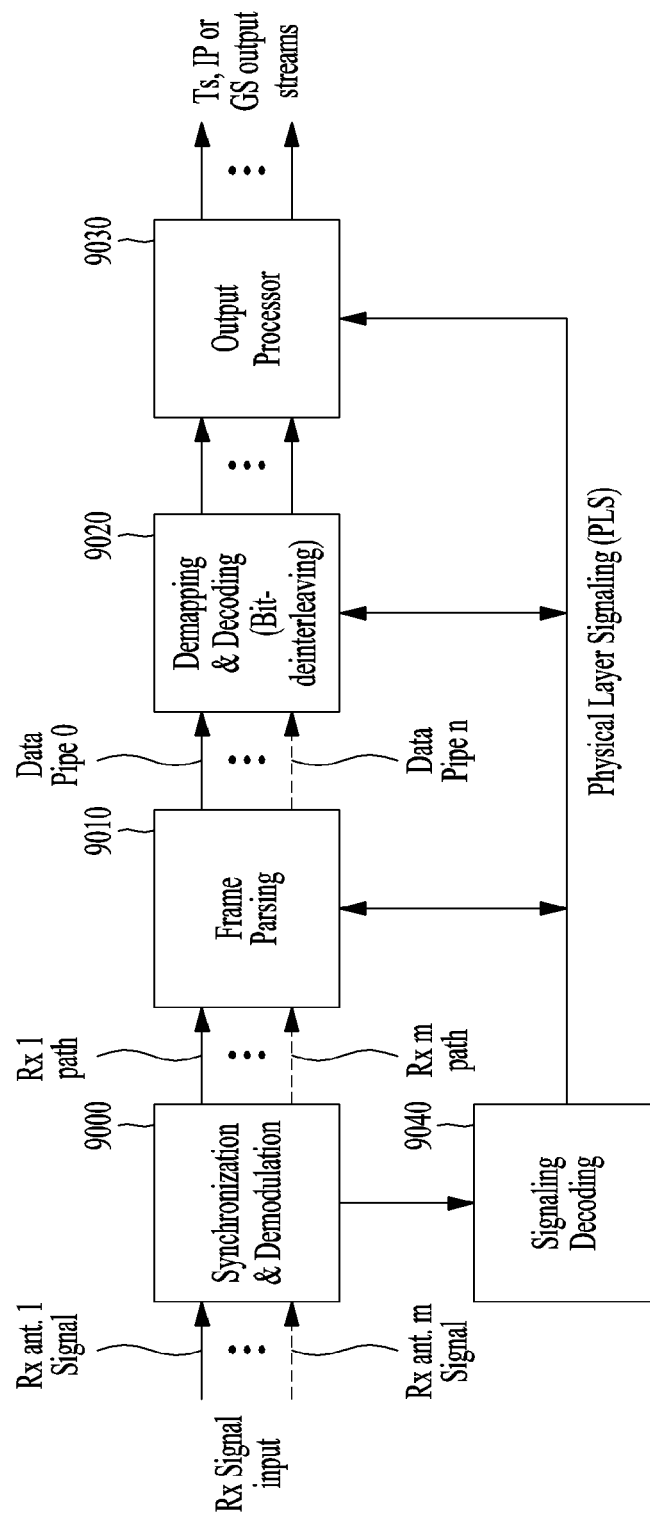 Rx Signal
input
Rx ant. 1
Signal
Rx ant. m
Signal
9000
Synchronization
& Demodulation
Rx 1
path
Rx m
path
9010
Frame
Parsing
Data
Pipe 0
Data
Pipe n
9020
Demapping
& Decoding
(Bit-
deinterleaving)
9030
Output
Processor
Ts, IP or
GS output
streams
9040
Signaling
Decoding
Physical Layer Signaling (PLS)